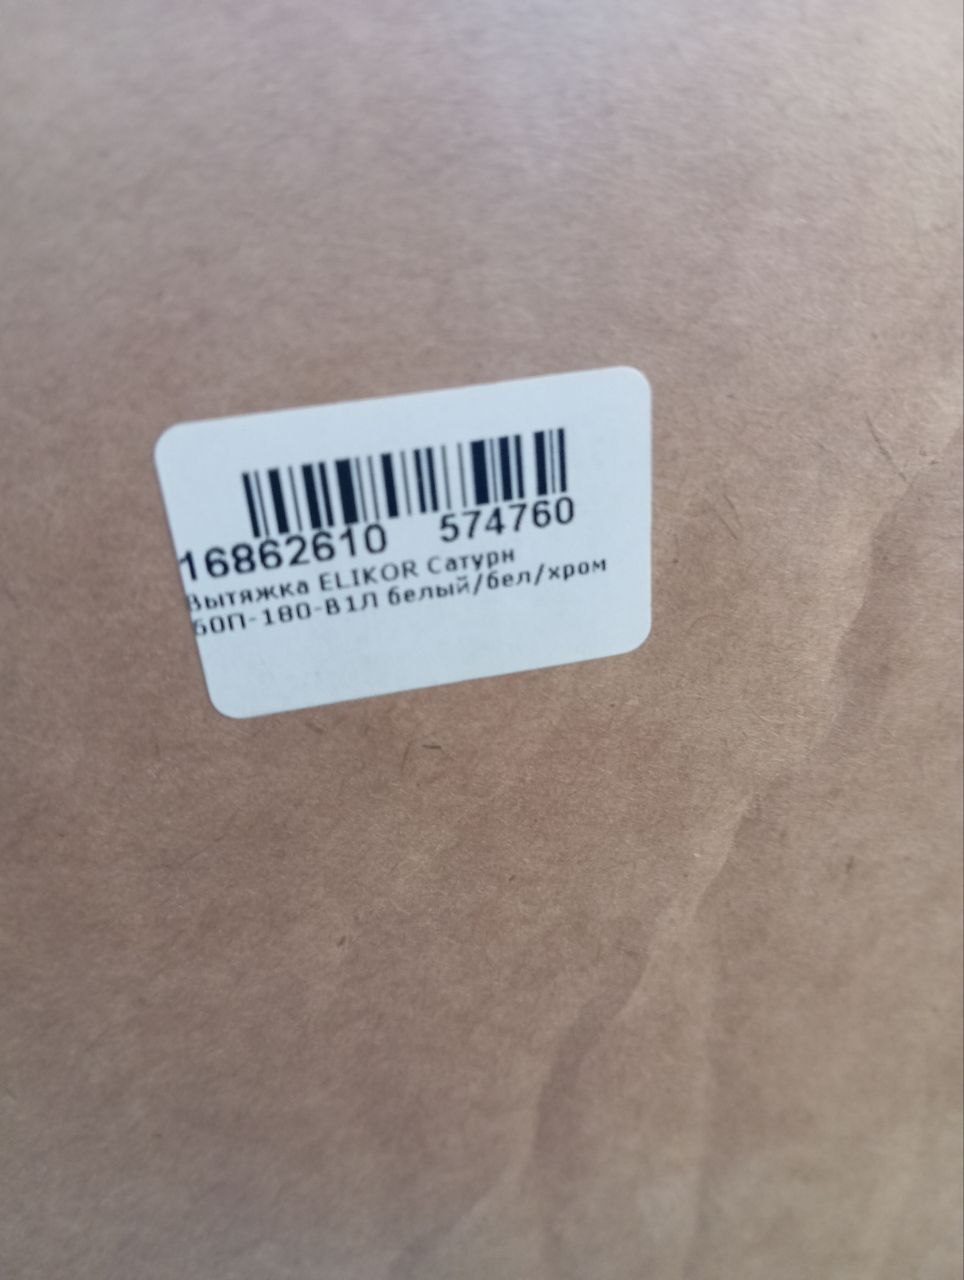 16862610 574760
Вытяжка ELIKOR Сатурн
60П-180-В1Л белый/бел/хром